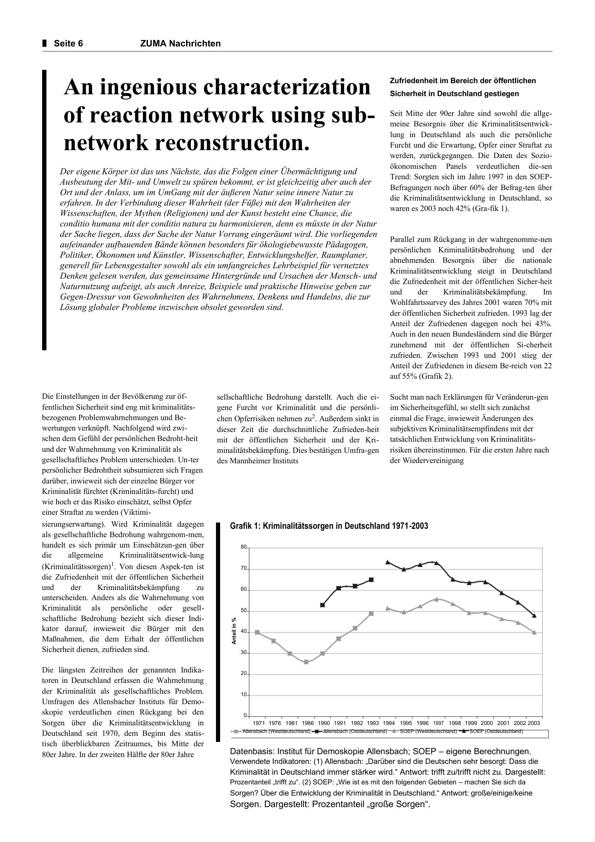 Seite 6 ZUMA Nachrichten
An ingenious characterization
of reaction network using sub-
network reconstruction.
Der eigene Körper ist das uns Nächste, das die Folgen einer Übermächtigung und
Ausbeutung der Mit- und Umwelt zu spüren bekommt, er ist gleichzeitig aber auch der
Ort und der Anlass, um im UmGang mit der äußeren Natur seine innere Natur zu
erfahren. In der Verbindung dieser Wahrheit (der Füße) mit den Wahrheiten der
Wissenschaften, der Mythen (Religionen) und der Kunst besteht eine Chance, die
conditio humana mit der conditio natura zu harmonisieren, denn es müsste in der Natur
der Sache liegen, dass der Sache der Natur Vorrang eingeräumt wird. Die vorliegenden
aufeinander aufbauenden Bände können besonders für ökologiebewusste Pädagogen,
Politiker, Ökonomen und Künstler, Wissenschafter, Entwicklungshelfer, Raumplaner,
generell für Lebensgestalter sowohl als ein umfangreiches Lehrbeispiel für vernetztes
Denken gelesen werden, das gemeinsame Hintergründe und Ursachen der Mensch- und
Naturnutzung aufzeigt, als auch Anreize, Beispiele und praktische Hinweise geben zur
Gegen-Dressur von Gewohnheiten des Wahrnehmens, Denkens und Handelns, die zur
Lösung globaler Probleme inzwischen obsolet geworden sind.
Zufriedenheit im Bereich der öffentlichen
Sicherheit in Deutschland gestiegen
Seit Mitte der 90er Jahre sind sowohl die allge-
meine Besorgnis über die Kriminalitätsentwick-
lung in Deutschland als auch die persönliche
Furcht und die Erwartung, Opfer einer Straftat zu
werden, zurückgegangen. Die Daten des Sozio-
ökonomischen Panels verdeutlichen die-sen
Trend: Sorgten sich im Jahre 1997 in den SOEP-
Befragungen noch über 60% der Befrag-ten über
die Kriminalitätsentwicklung in Deutschland, so
waren es 2003 noch 42% (Gra-fik 1).
Parallel zum Rückgang in der wahrgenomme-nen
persönlichen Kriminalitätsbedrohung und der
abnehmenden Besorgnis über die nationale
Kriminalitätsentwicklung steigt in Deutschland
die Zufriedenheit mit der öffentlichen Sicher-heit
und der Kriminalitätsbekämpfung. Im
Wohlfahrtssurvey des Jahres 2001 waren 70% mit
der öffentlichen Sicherheit zufrieden. 1993 lag der
Anteil der Zufriedenen dagegen noch bei 43%.
Auch in den neuen Bundesländern sind die Bürger
zunehmend mit der öffentlichen Si-cherheit
zufrieden. Zwischen 1993 und 2001 stieg der
Anteil der Zufriedenen in diesem Be-reich von 22
auf 55% (Grafik 2).
Die Einstellungen in der Bevölkerung zur öf-
fentlichen Sicherheit sind eng mit kriminalitäts-
bezogenen Problemwahrnehmungen und Be-
wertungen verknüpft. Nachfolgend wird zwi-
schen dem Gefühl der persönlichen Bedroht-heit
und der Wahrnehmung von Kriminalität als
gesellschaftliches Problem unterschieden. Un-ter
persönlicher Bedrohtheit subsumieren sich Fragen
darüber, inwieweit sich der einzelne Bürger vor
Kriminalität fürchtet (Kriminalitäts-furcht) und
wie hoch er das Risiko einschätzt, selbst Opfer
einer Straftat zu werden (Viktimi-
sierungserwartung). Wird Kriminalität dagegen
als gesellschaftliche Bedrohung wahrgenom-men,
handelt es sich primär um Einschätzun-gen über
die allgemeine Kriminalitätsentwick-lung
(Kriminalitätssorgen)1. Von diesen Aspek-ten ist
die Zufriedenheit mit der öffentlichen Sicherheit
und der Kriminalitätsbekämpfung zu
unterscheiden. Anders als die Wahrnehmung von
Kriminalität als persönliche oder gesell-
schaftliche Bedrohung bezieht sich dieser Indi-
kator darauf, inwieweit die Bürger mit den
Maßnahmen, die dem Erhalt der öffentlichen
Sicherheit dienen, zufrieden sind.
Die längsten Zeitreihen der genannten Indika-
toren in Deutschland erfassen die Wahrnehmung
der Kriminalität als gesellschaftliches Problem.
Umfragen des Allensbacher Instituts für Demo-
skopie verdeutlichen einen Rückgang bei den
Sorgen über die Kriminalitätsentwicklung in
Deutschland seit 1970, dem Beginn des statis-
tisch überblickbaren Zeitraumes, bis Mitte der
80er Jahre. In der zweiten Hälfte der 80er Jahre
sellschaftliche Bedrohung darstellt. Auch die ei-
gene Furcht vor Kriminalität und die persönli-
chen Opferrisiken nehmen zu2. Außerdem sinkt in
dieser Zeit die durchschnittliche Zufrieden-heit
mit der öffentlichen Sicherheit und der Kri-
minalitätsbekämpfung. Dies bestätigen Umfra-gen
des Mannheimer Instituts
Sucht man nach Erklärungen für Veränderun-gen
im Sicherheitsgefühl, so stellt sich zunächst
einmal die Frage, inwieweit Änderungen des
subjektiven Kriminalitätsempfindens mit der
tatsächlichen Entwicklung von Kriminalitäts-
risiken übereinstimmen. Für die ersten Jahre nach
der Wiedervereinigung
Grafik 1: Kriminalitätssorgen in Deutschland 1971-2003
Anteil in %
80
70
60
50
40
30
20
10
0
1971 1976 1981 1986 1990 1991 1992 1993 1994 1995 1996 1997 1998 1999 2000 2001 2002 2003
Allensbach (Westdeutschland) Allensbach (Ostdeutschland) SOEP (Westdeutschland) SOEP (Ostdeutschland)
Datenbasis: Institut für Demoskopie Allensbach; SOEP – eigene Berechnungen.
Verwendete Indikatoren: (1) Allensbach: „Darüber sind die Deutschen sehr besorgt: Dass die
Kriminalität in Deutschland immer stärker wird.“ Antwort: trifft zu/trifft nicht zu. Dargestellt:
Prozentanteil „trifft zu“. (2) SOEP: „Wie ist es mit den folgenden Gebieten – machen Sie sich da
Sorgen? Über die Entwicklung der Kriminalität in Deutschland.“ Antwort: große/einige/keine
Sorgen. Dargestellt: Prozentanteil „große Sorgen“.